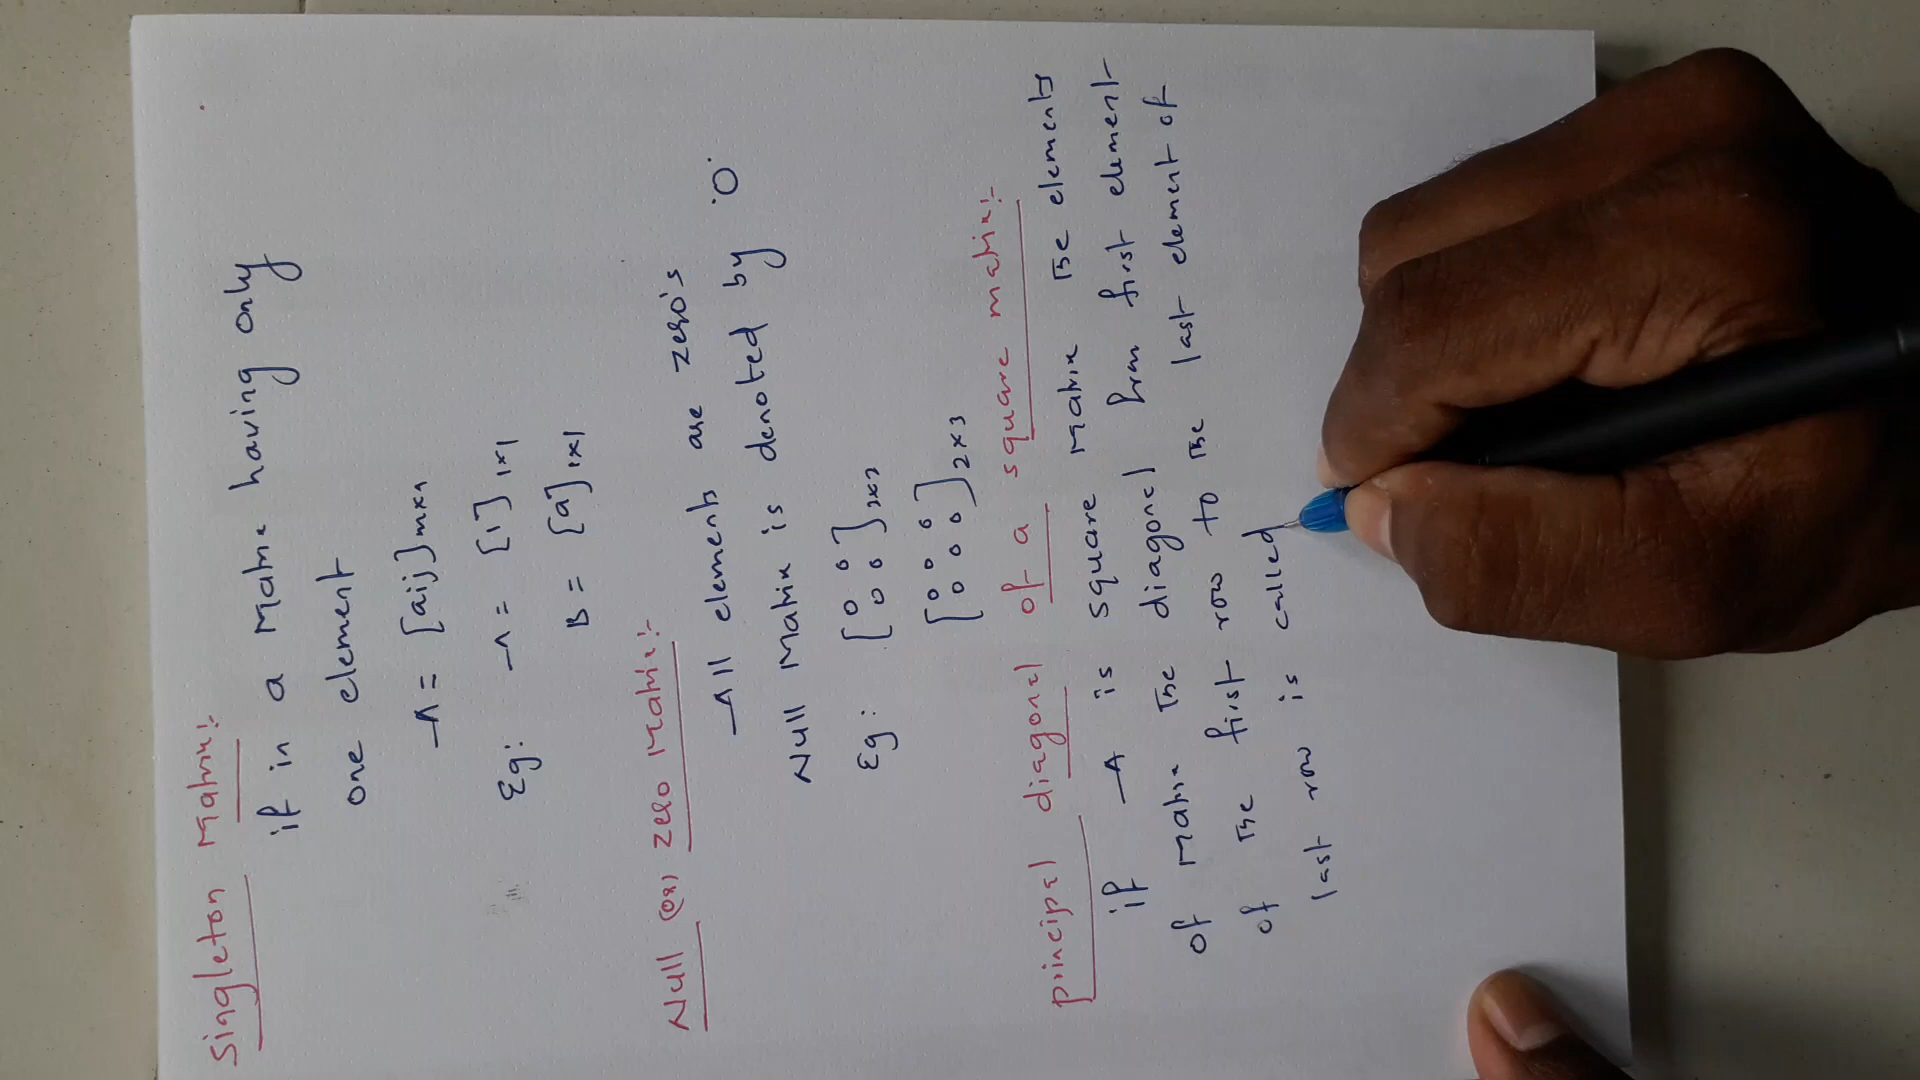 Singleton Matrix:-
if in a Matrix having only
one element
A = [aij]mxn
Eg: A = [1]1x1
B = [a]1x1
Null (or) zero Matrix:-
All elements are zero's
Null Matrix is denoted by 'O'
Eg: [0 0
0 0]2x2
[0 0 0
0 0 0]2x3
principal diagonal of a square matrix:-
if A is square Matrix The elements
of Matrix The diagonal from first element
of The first row to The last element of
last row is called